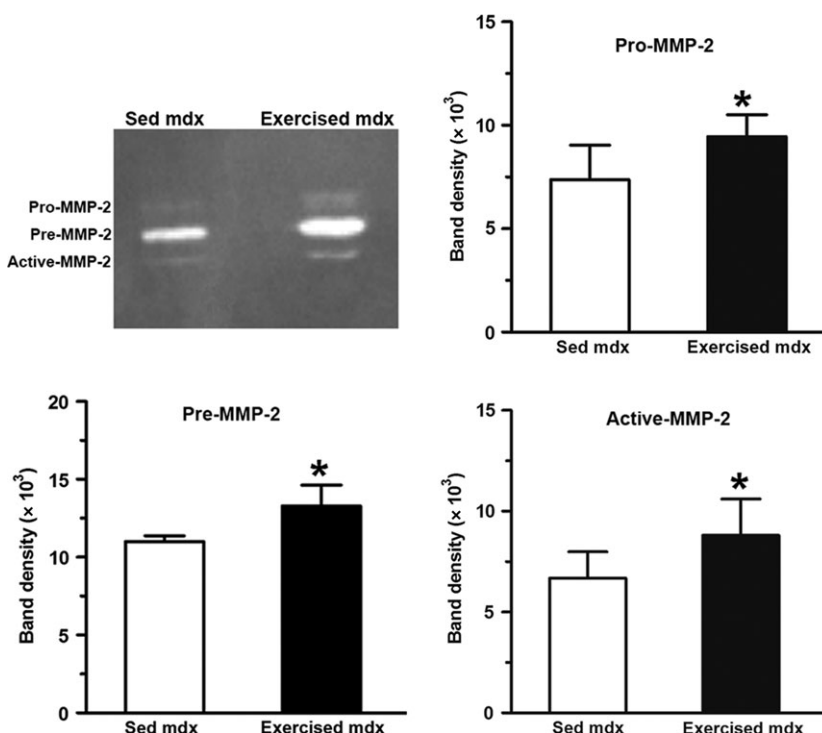 Sed mdx Exercised mdx
Pro-MMP-2
Pre-MMP-2
Active-MMP-2
Pro-MMP-2
15
10
5
0
Band density (× 10³)
*
Sed mdx Exercised mdx
Pre-MMP-2
20
15
10
5
0
Band density (× 10³)
*
Sed mdx Exercised mdx
Active-MMP-2
15
10
5
0
Band density (× 10³)
*
Sed mdx Exercised mdx